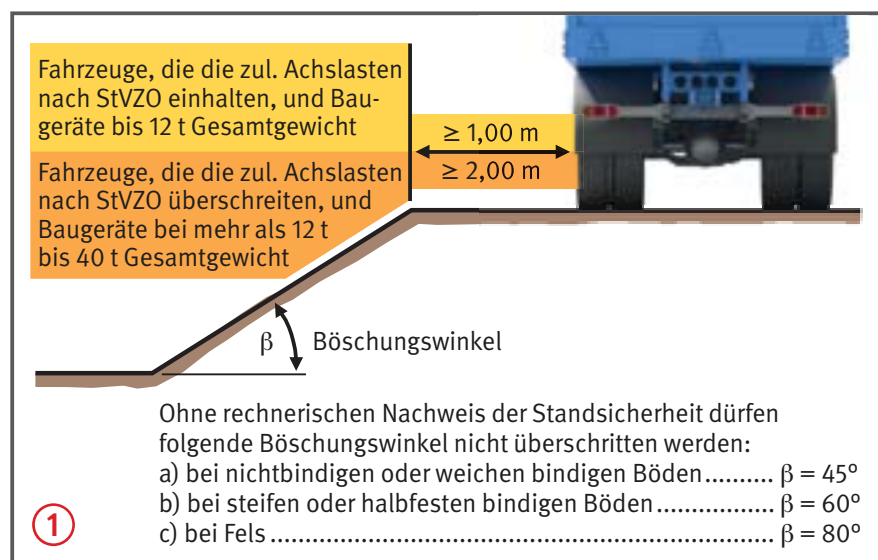 Fahrzeuge, die die zul. Achslasten
nach StVZO einhalten, und Bau-
geräte bis 12 t Gesamtgewicht
≥ 1,00 m
Fahrzeuge, die die zul. Achslasten
nach StVZO überschreiten, und
Baugeräte bei mehr als 12 t
bis 40 t Gesamtgewicht
≥ 2,00 m
β Böschungswinkel
Ohne rechnerischen Nachweis der Standsicherheit dürfen
folgende Böschungswinkel nicht überschritten werden:
a) bei nichtbindigen oder weichen bindigen Böden.......... β = 45°
b) bei steifen oder halbfesten bindigen Böden................. β = 60°
c) bei Fels........................................................................ β = 80°
1